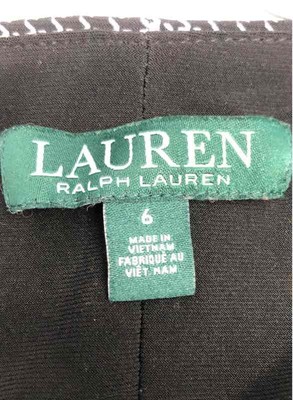 LAUREN
RALPH LAUREN
6
MADE IN
VIETNAM
FABRIQUÉ AU
VIÊT NAM